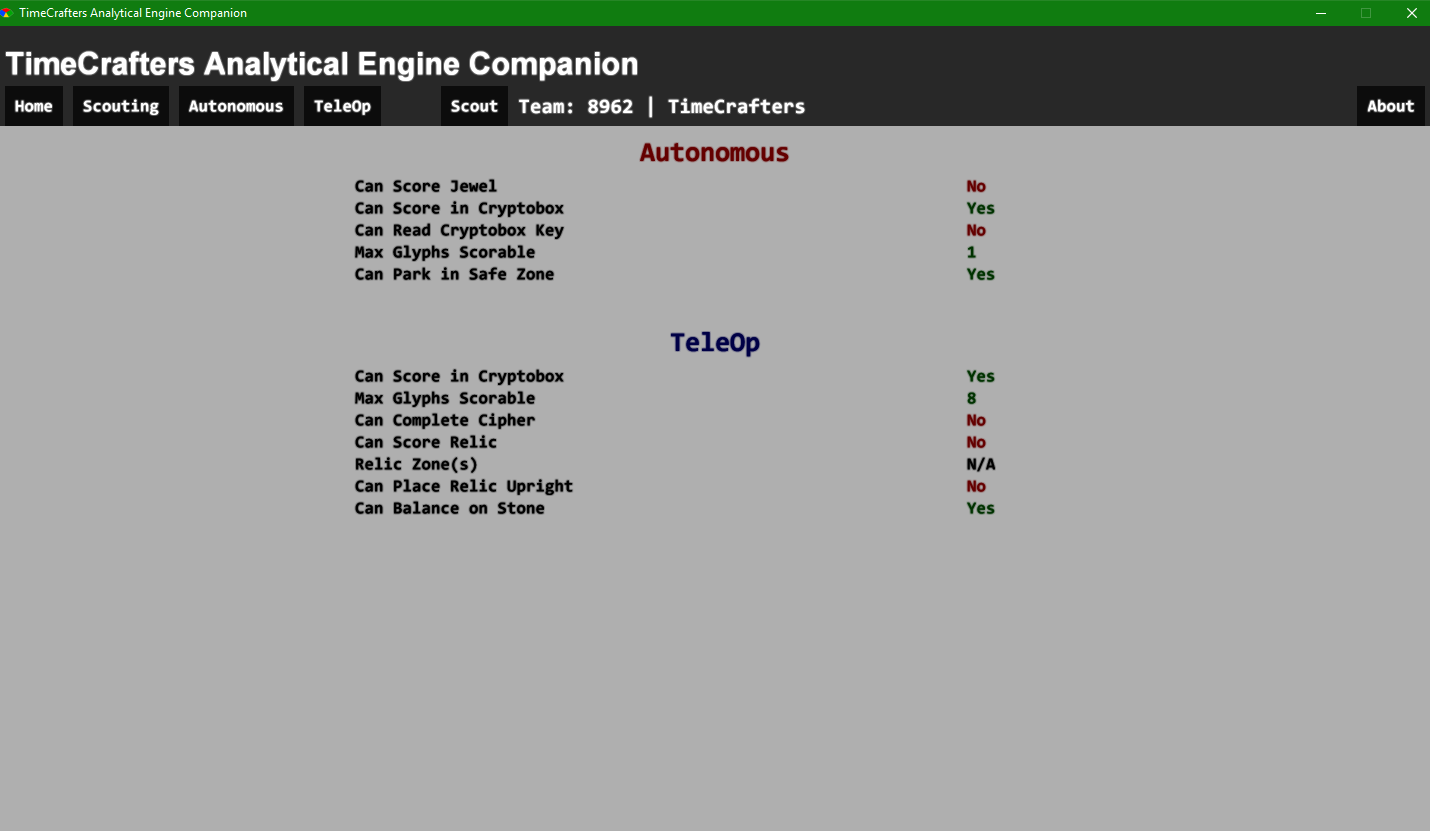 TimeCrafters Analytical Engine Companion
TimeCrafters Analytical Engine Companion
Home Scouting Autonomous TeleOp Scout Team: 8962 | TimeCrafters About
Autonomous
Can Score Jewel No
Can Score in Cryptobox Yes
Can Read Cryptobox Key No
Max Glyphs Scorable 1
Can Park in Safe Zone Yes
TeleOp
Can Score in Cryptobox Yes
Max Glyphs Scorable 8
Can Complete Cipher No
Can Score Relic No
Relic Zone(s) N/A
Can Place Relic Upright No
Can Balance on Stone Yes